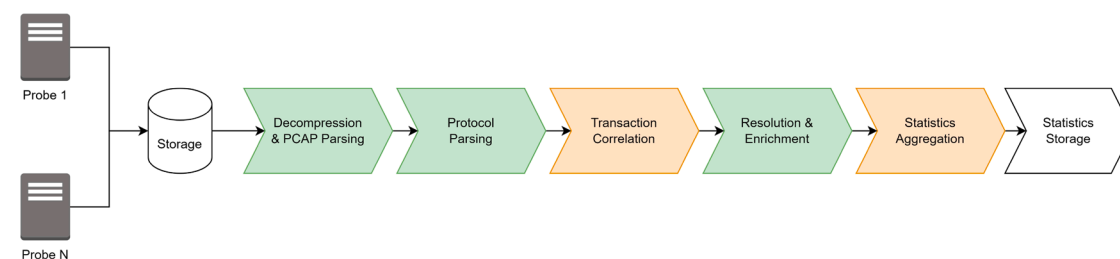 Probe 1
Probe N
Storage
Decompression
& PCAP Parsing
Protocol
Parsing
Transaction
Correlation
Resolution &
Enrichment
Statistics
Aggregation
Statistics
Storage